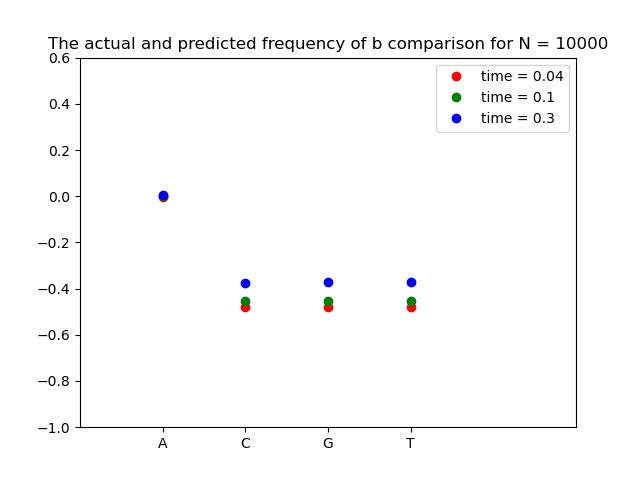 The actual and predicted frequency of b comparison for N = 10000
0.6
time = 0.04
time = 0.1
time = 0.3
0.4
0.2
0.0
−0.2
−0.4
−0.6
−0.8
−1.0
A C G T